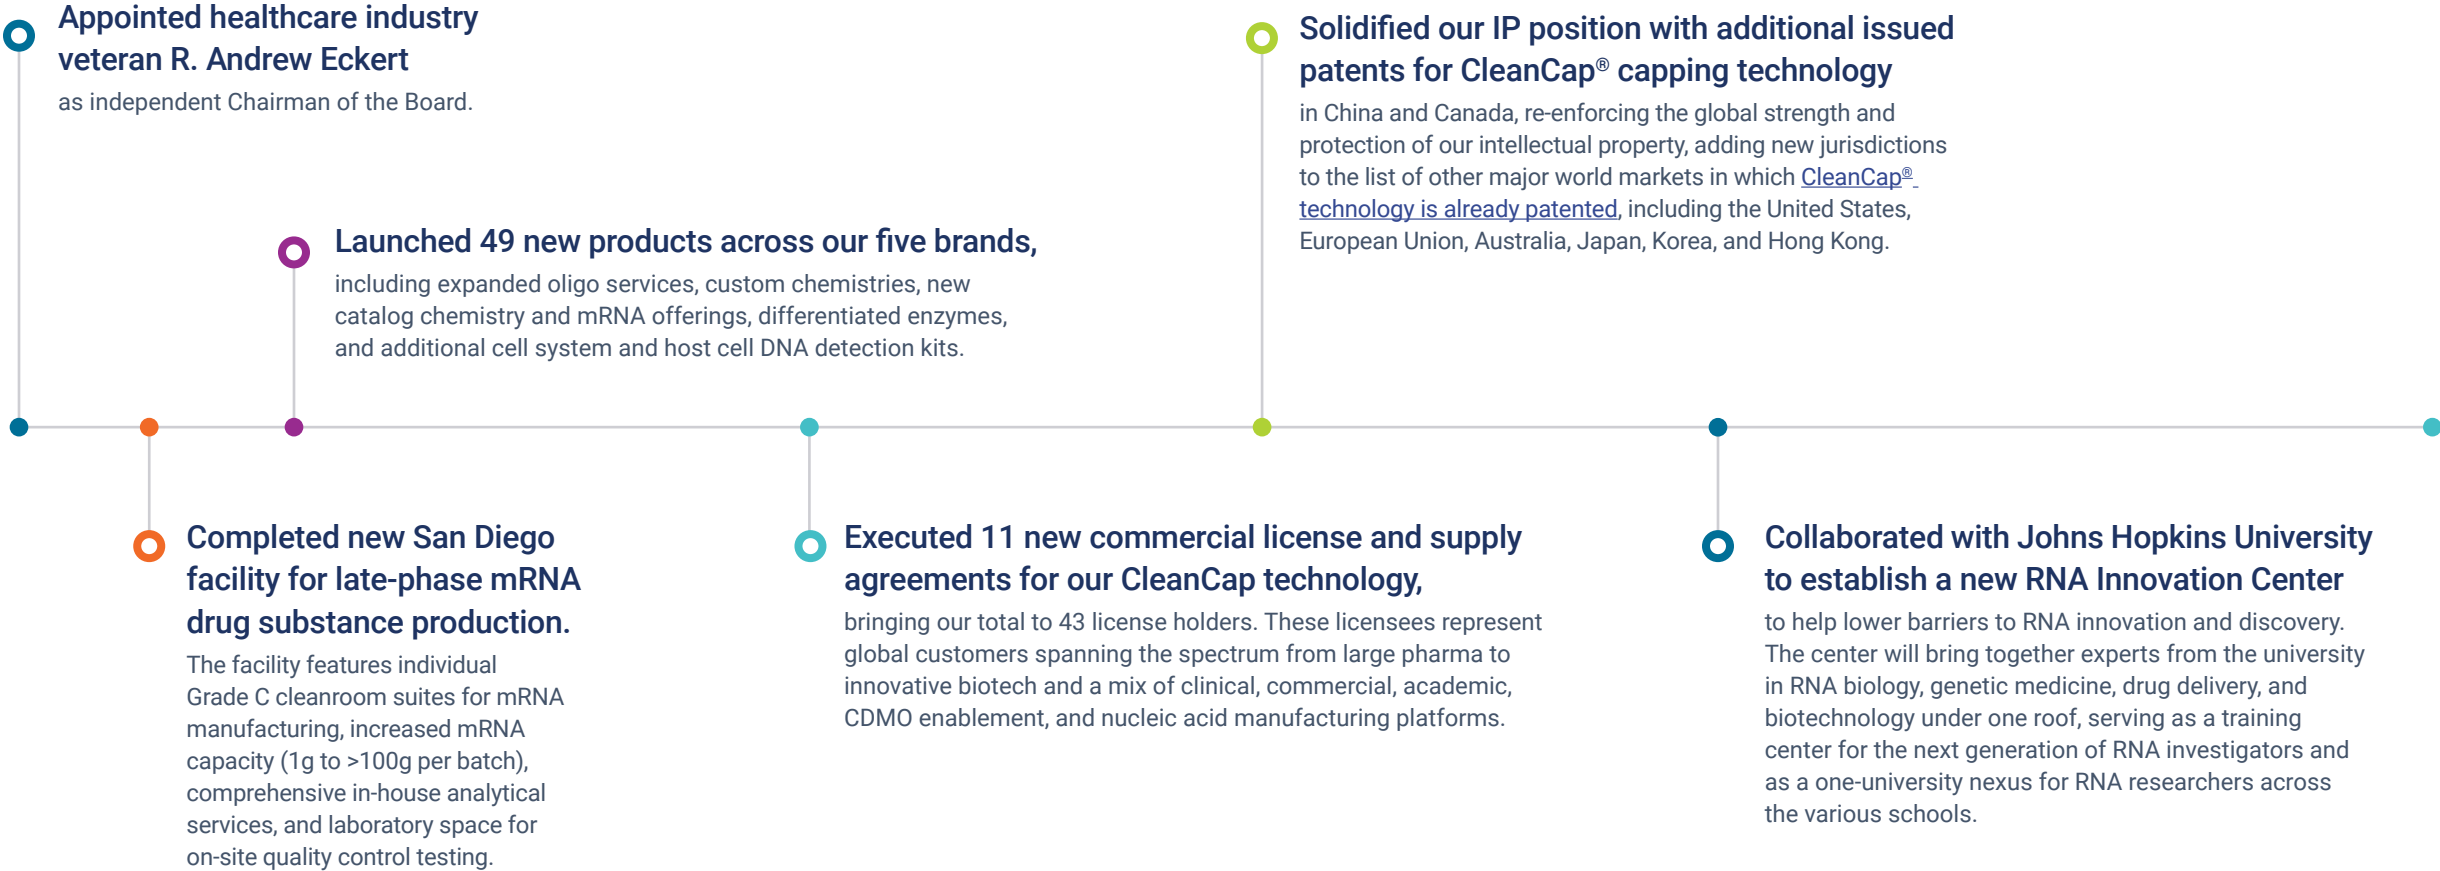 Appointed healthcare industry
veteran R. Andrew Eckert
as independent Chairman of the Board.
Completed new San Diego
facility for late-phase mRNA
drug substance production.
The facility features individual
Grade C cleanroom suites for mRNA
manufacturing, increased mRNA
capacity (1g to >100g per batch),
comprehensive in-house analytical
services, and laboratory space for
on-site quality control testing.
Launched 49 new products across our five brands,
including expanded oligo services, custom chemistries, new
catalog chemistry and mRNA offerings, differentiated enzymes,
and additional cell system and host cell DNA detection kits.
Executed 11 new commercial license and supply
agreements for our CleanCap technology,
bringing our total to 43 license holders. These licensees represent
global customers spanning the spectrum from large pharma to
innovative biotech and a mix of clinical, commercial, academic,
CDMO enablement, and nucleic acid manufacturing platforms.
Solidified our IP position with additional issued
patents for CleanCap® capping technology
in China and Canada, re-enforcing the global strength and
protection of our intellectual property, adding new jurisdictions
to the list of other major world markets in which CleanCap®
technology is already patented, including the United States,
European Union, Australia, Japan, Korea, and Hong Kong.
Collaborated with Johns Hopkins University
to establish a new RNA Innovation Center
to help lower barriers to RNA innovation and discovery.
The center will bring together experts from the university
in RNA biology, genetic medicine, drug delivery, and
biotechnology under one roof, serving as a training
center for the next generation of RNA investigators and
as a one-university nexus for RNA researchers across
the various schools.